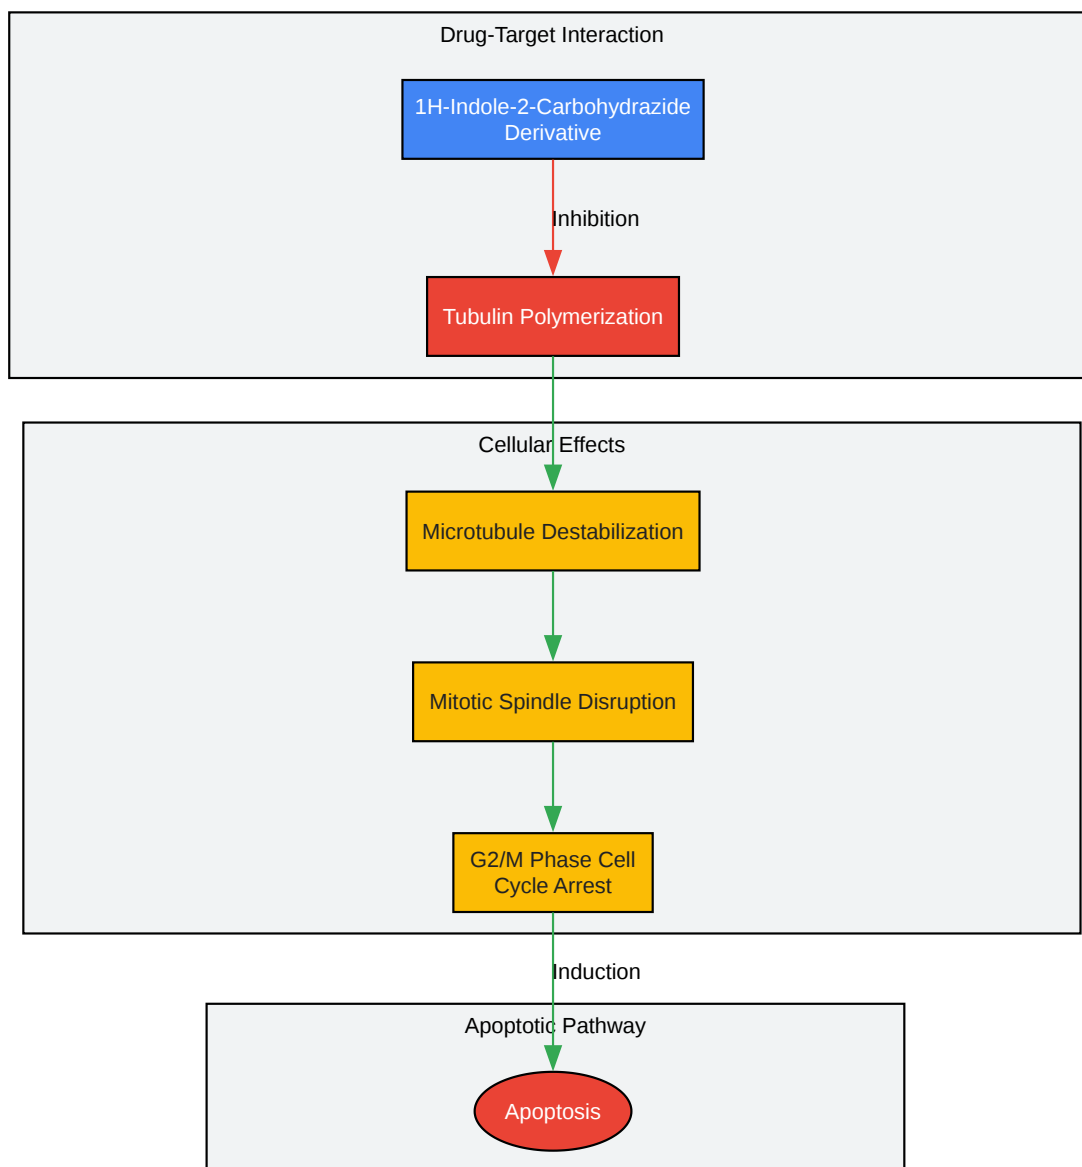 Drug-Target Interaction
1H-Indole-2-Carbohydrazide
Derivative
Inhibition
Tubulin Polymerization
Cellular Effects
Microtubule Destabilization
Mitotic Spindle Disruption
G2/M Phase Cell
Cycle Arrest
Induction
Apoptotic Pathway
Apoptosis